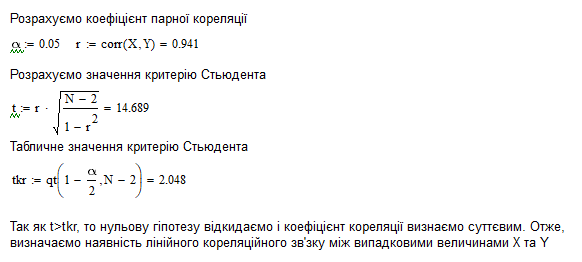 Розрахуємо коефіцієнт парної кореляції
α := 0.05 r := corr(X,Y) = 0.941
Розрахуємо значення критерію Стьюдента
t := r · √((N − 2)/(1 − r²)) = 14.689
Табличне значення критерію Стьюдента
tkr := qt(1 − α/2, N − 2) = 2.048
Так як t>tkr, то нульову гіпотезу відкидаємо і коефіцієнт кореляції визнаємо суттєвим. Отже,
визначаємо наявність лінійного кореляційного зв'зку між випадковими величинами X та Y